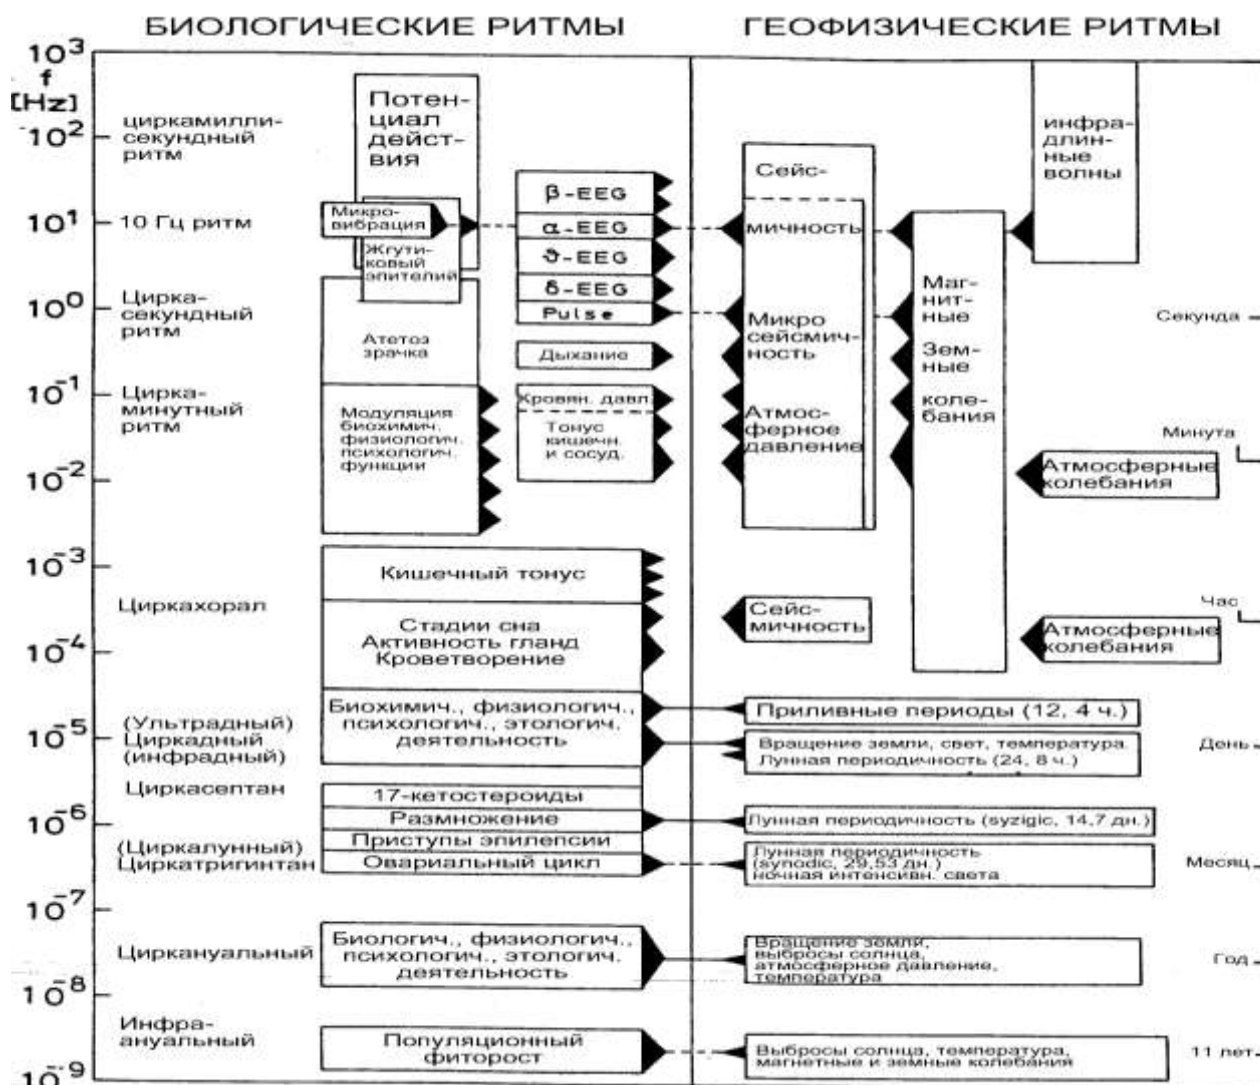 БИОЛОГИЧЕСКИЕ РИТМЫ
ГЕОФИЗИЧЕСКИЕ РИТМЫ
10³
f
[Hz]
10²
10¹
10⁰
10⁻¹
10⁻²
10⁻³
10⁻⁴
10⁻⁵
10⁻⁶
10⁻⁷
10⁻⁸
10⁻⁹
циркамилли-
секундный
ритм
10 Гц ритм
Цирка-
секундный
ритм
Цирка-
минутный
ритм
Циркахорал
(Ультрадный)
Циркадный
(инфрадный)
Циркасептан
(Циркалунный)
Циркатригинтан
Циркануальный
Инфра-
ануальный
Потен-
циал
дейст-
вия
Микро-
вибрация
Жгути-
ковый
эпителий
Атетоз
зрачка
Модуляция
биохимич.
физиологич.
психологич.
функции
β-EEG
α-EEG
ϑ-EEG
δ-EEG
Pulse
Дыхание
Кровян. давл
Тонус
кишечн.
и сосуд.
Кишечный тонус
Стадии сна
Активность гланд
Кроветворение
Биохимич., физиологич.,
психологич., этологич.
деятельность
17-кетостероиды
Размножение
Приступы эпилепсии
Овариальный цикл
Биологич., физиологич.,
психологич., этологич.
деятельность
Популяционный
фиторост
Сейс-
мичность
Микро
сейсмич-
ность
Атмос-
ферное
давление
Маг-
нит-
ные
Зем-
ные
коле-
бания
инфра-
длин-
ные
волны
Атмосферные
колебания
Сейс-
мичность
Атмосферные
колебания
Приливные периоды (12, 4 ч.)
Вращение земли, свет, температура.
Лунная периодичность (24, 8 ч.)
Лунная периодичность (syzigic, 14,7 дн.)
Лунная периодичность
(synodic, 29,53 дн.)
ночная интенсивн. света
Вращение земли,
выбросы солнца,
атмосферное давление,
температура
Выбросы солнца, температура,
магнетные и земные колебания
Секунда
Минута
Час
День
Месяц
Год
11 лет